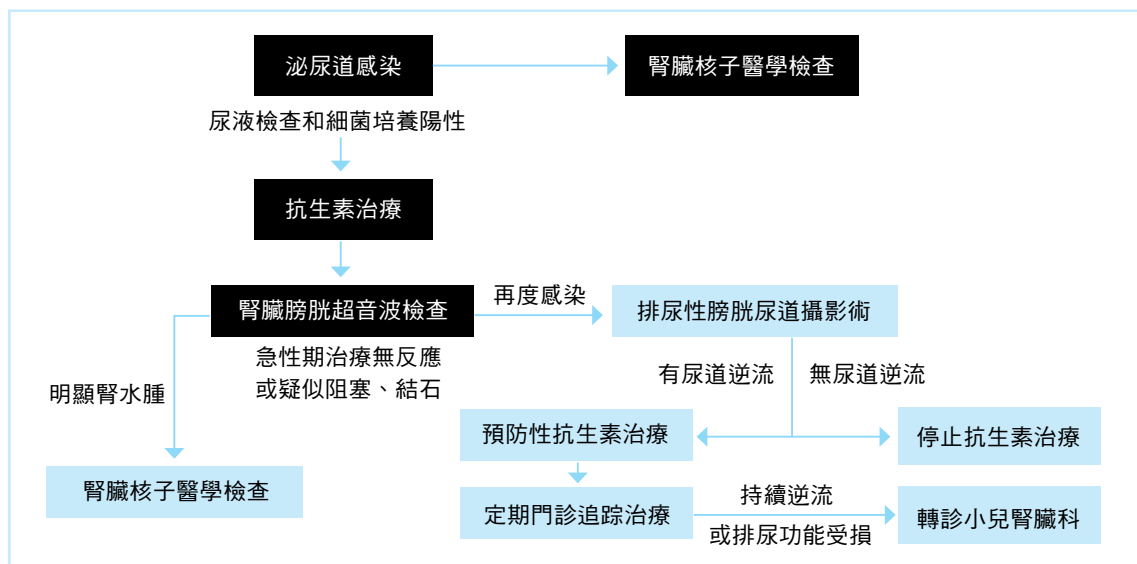 泌尿道感染
腎臟核子醫學檢查
尿液檢查和細菌培養陽性
抗生素治療
腎臟膀胱超音波檢查
再度感染
排尿性膀胱尿道攝影術
急性期治療無反應
或疑似阻塞、結石
明顯腎水腫
有尿道逆流
無尿道逆流
預防性抗生素治療
停止抗生素治療
腎臟核子醫學檢查
定期門診追踪治療
持續逆流
或排尿功能受損
轉診小兒腎臟科